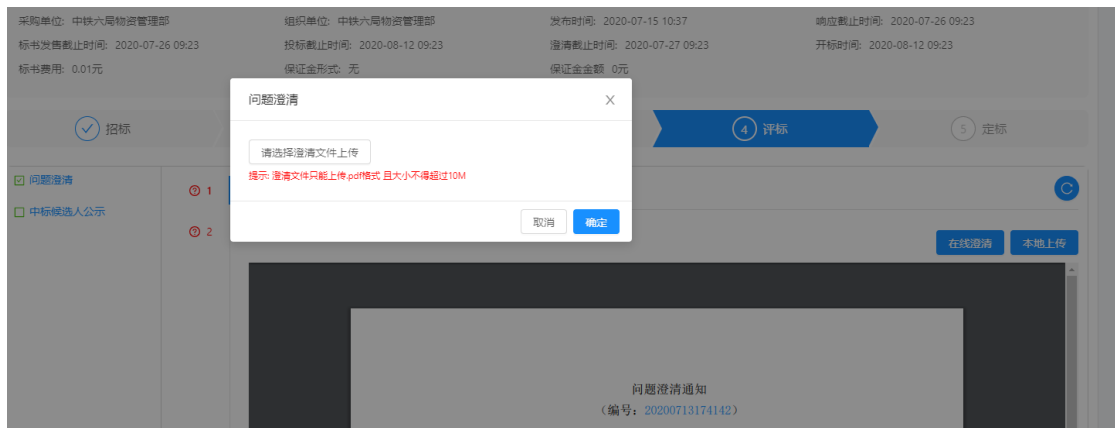 采购单位: 中铁六局物资管理部 组织单位: 中铁六局物资管理部 发布时间: 2020-07-15 10:37 响应截止时间: 2020-07-26 09:23
标书发售截止时间: 2020-07-26 09:23 投标截止时间: 2020-08-12 09:23 澄清截止时间: 2020-07-27 09:23 开标时间: 2020-08-12 09:23
标书费用: 0.01元 保证金形式: 无 保证金金额 0元
问题澄清 X
招标 4 评标 5 定标
请选择澄清文件上传
提示: 澄清文件只能上传.pdf格式 且大小不得超过10M
问题澄清
1
中标候选人公示
2
取消 确定
在线澄清 本地上传
问题澄清通知
(编号: 20200713174142)